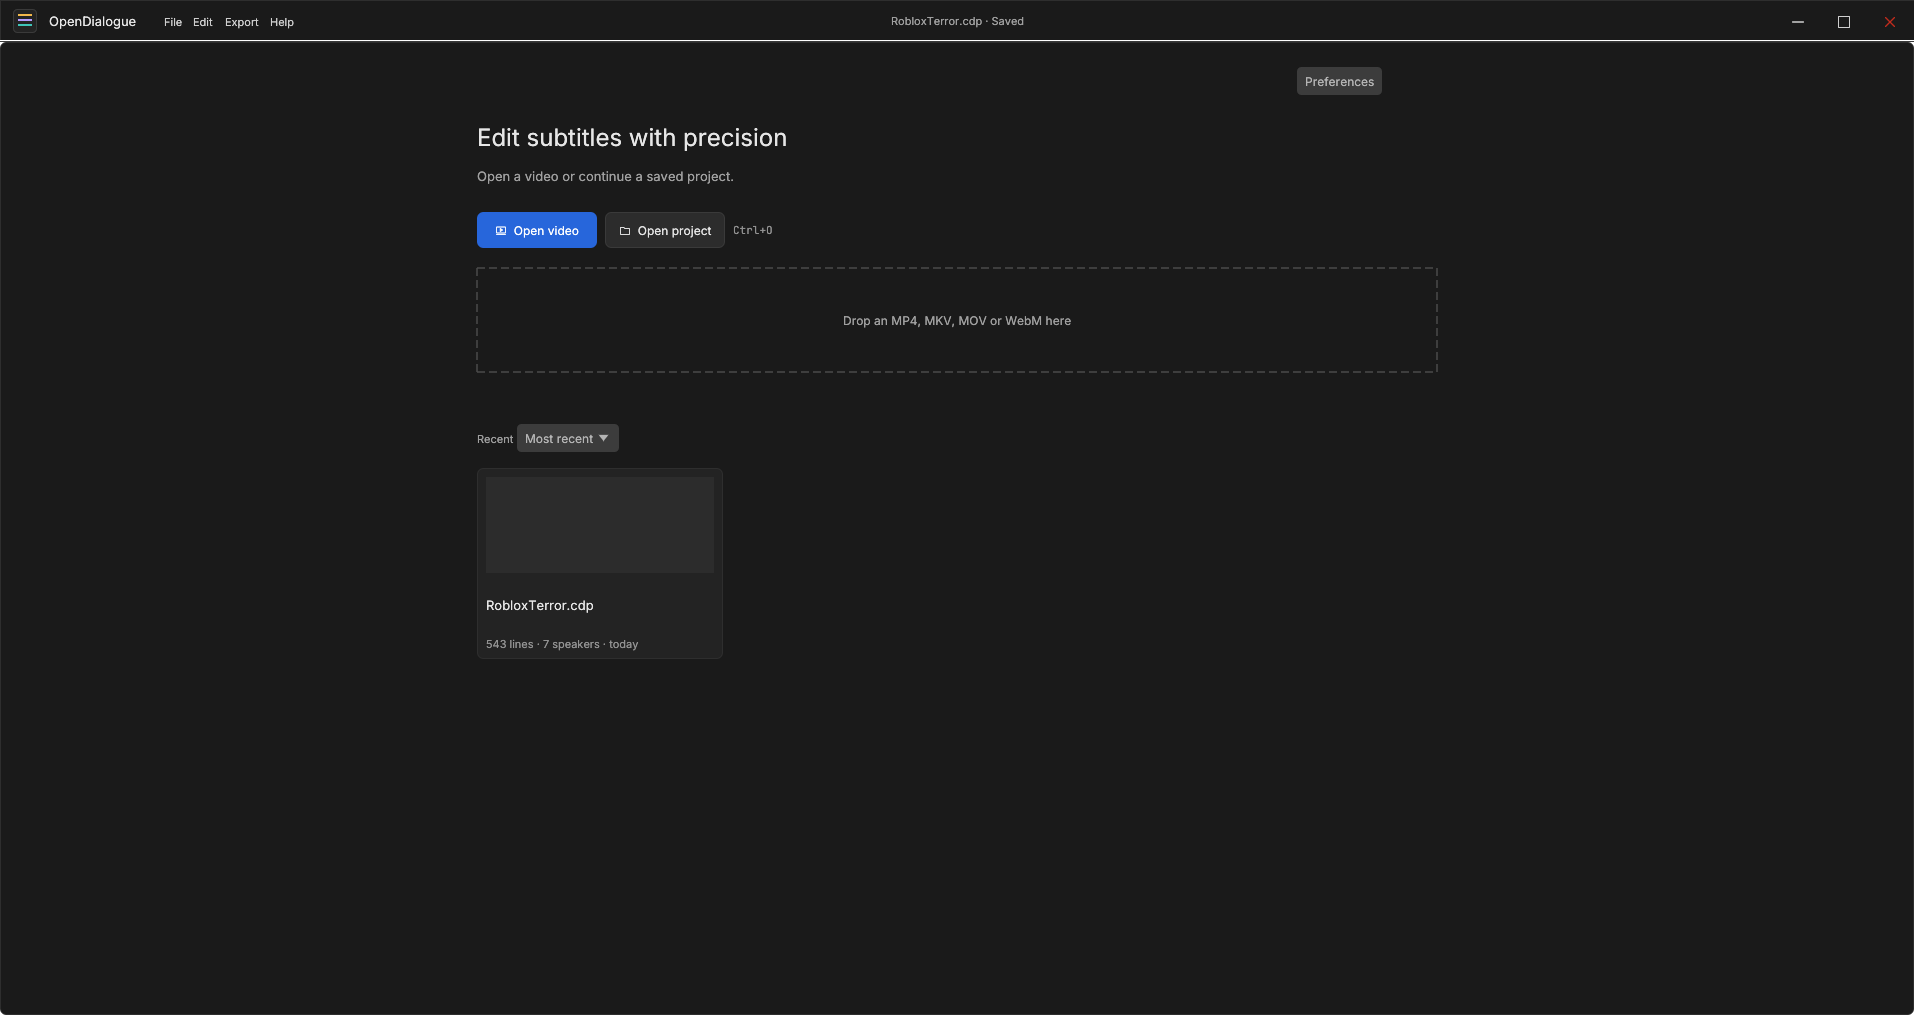 OpenDialogue File Edit Export Help RobloxTerror.cdp · Saved
Preferences
Edit subtitles with precision
Open a video or continue a saved project.
Open video Open project Ctrl+O
Drop an MP4, MKV, MOV or WebM here
Recent Most recent
RobloxTerror.cdp
543 lines · 7 speakers · today